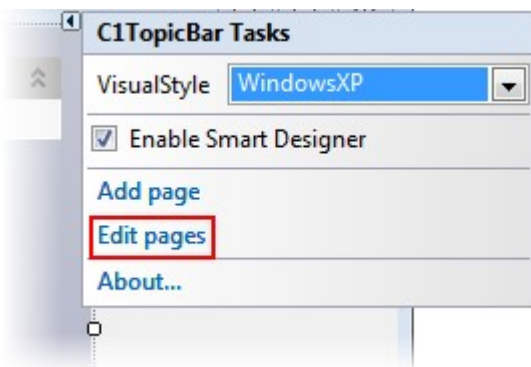 C1TopicBar Tasks
VisualStyle WindowsXP
Enable Smart Designer
Add page
Edit pages
About...